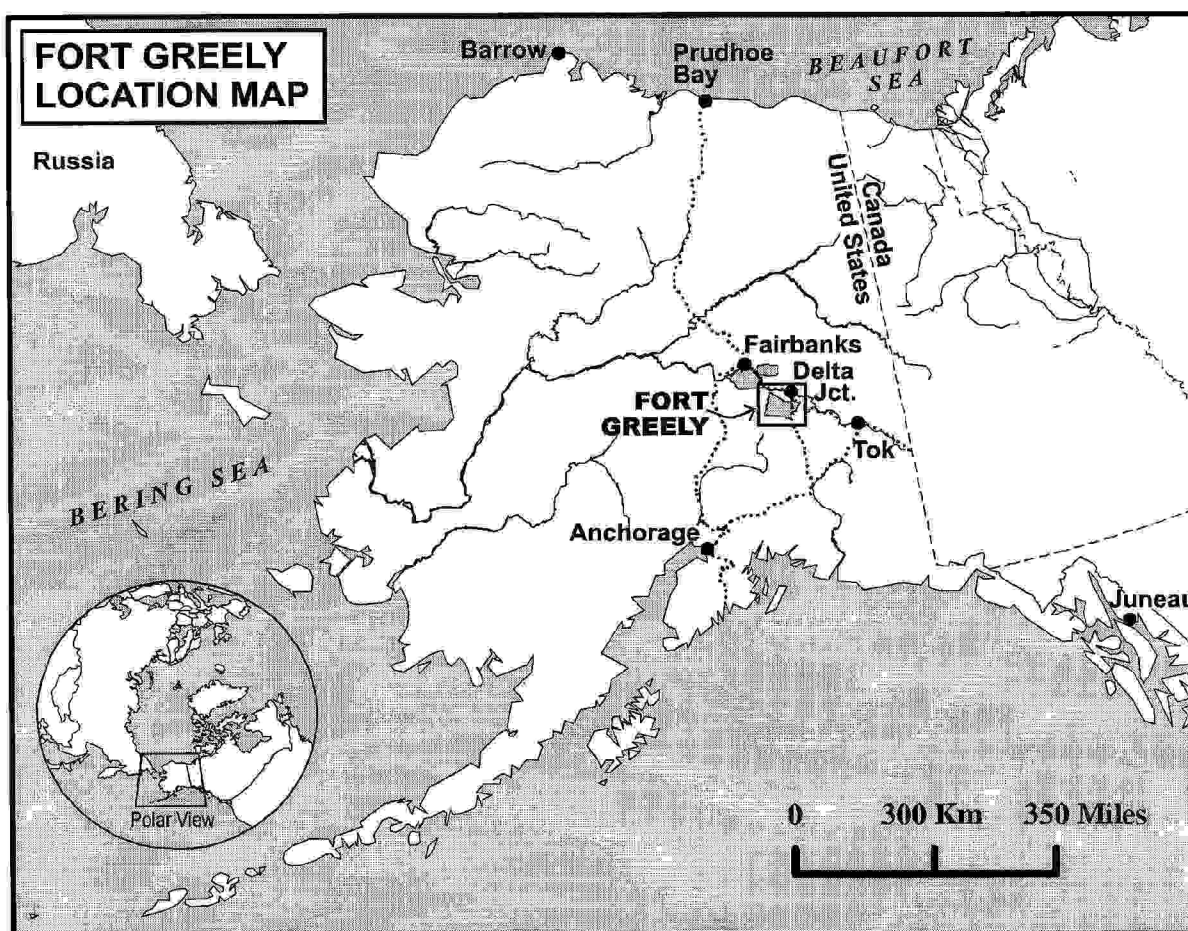 FORT GREELY
LOCATION MAP
Barrow
Prudhoe
Bay
BEAUFORT
SEA
Russia
Canada
United States
Fairbanks
Delta
Jct.
FORT
GREELY
Tok
BERING SEA
Anchorage
Juneau
Polar View
0 300 Km 350 Miles